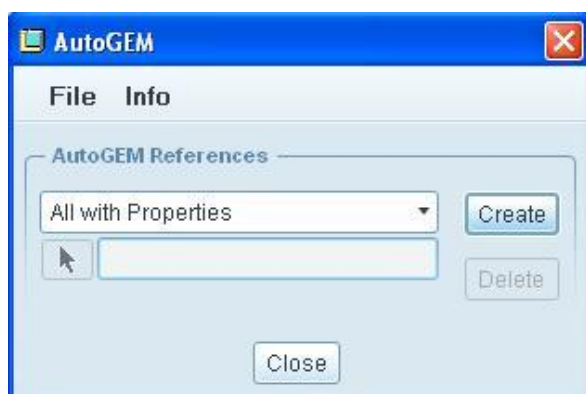 AutoGEM
File Info
AutoGEM References
All with Properties
Create
Delete
Close